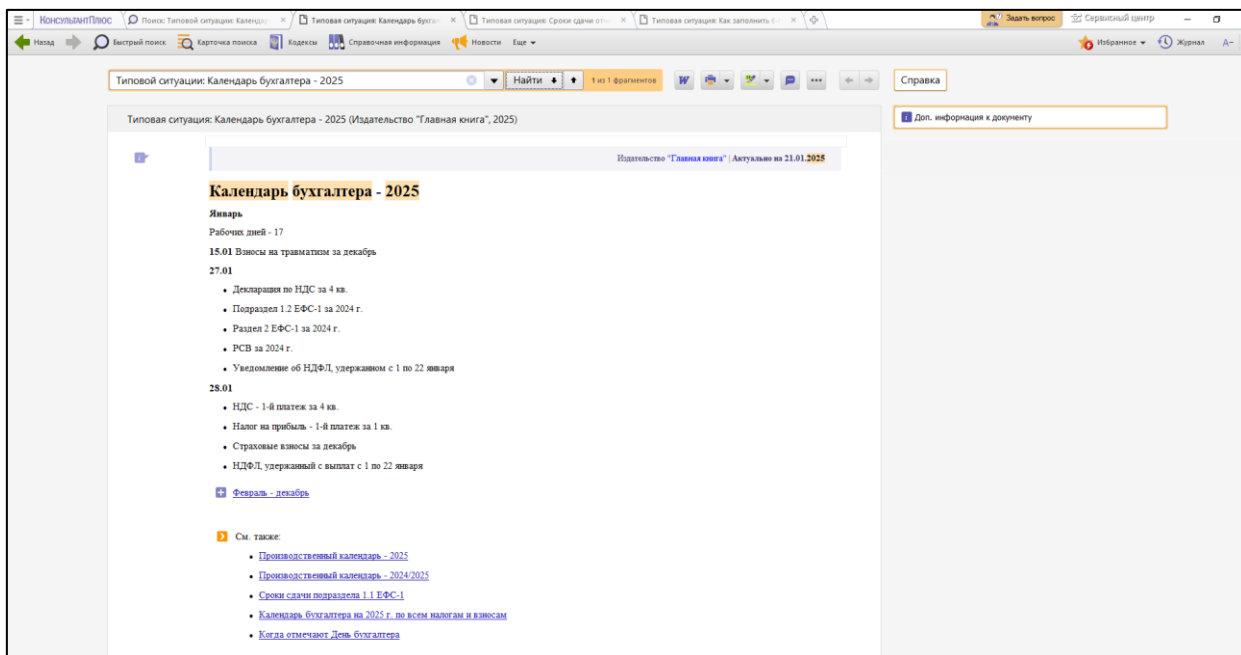 КонсультантПлюс
Поиск: Типовой ситуации: Календарь
Типовая ситуация: Календарь бухгал
Типовая ситуация: Сроки сдачи отч
Типовая ситуация: Как заполнить
Задать вопрос
Сервисный центр
Назад
Быстрый поиск
Карточка поиска
Кодексы
Справочная информация
Новости
Еще
Избранное
Журнал
А−
Типовой ситуации: Календарь бухгалтера - 2025
Найти
1 из 1 фрагментов
W
Справка
Типовая ситуация: Календарь бухгалтера - 2025 (Издательство "Главная книга", 2025)
i Доп. информация к документу
Издательство "Главная книга" | Актуально на 21.01.2025
Календарь бухгалтера - 2025
Январь
Рабочих дней - 17
15.01 Взносы на травматизм за декабрь
27.01
• Декларация по НДС за 4 кв.
• Подраздел 1.2 ЕФС-1 за 2024 г.
• Раздел 2 ЕФС-1 за 2024 г.
• РСВ за 2024 г.
• Уведомление об НДФЛ, удержанном с 1 по 22 января
28.01
• НДС - 1-й платеж за 4 кв.
• Налог на прибыль - 1-й платеж за 1 кв.
• Страховые взносы за декабрь
• НДФЛ, удержанный с выплат с 1 по 22 января
Февраль - декабрь
См. также:
• Производственный календарь - 2025
• Производственный календарь - 2024/2025
• Сроки сдачи подраздела 1.1 ЕФС-1
• Календарь бухгалтера на 2025 г. по всем налогам и взносам
• Когда отмечают День бухгалтера